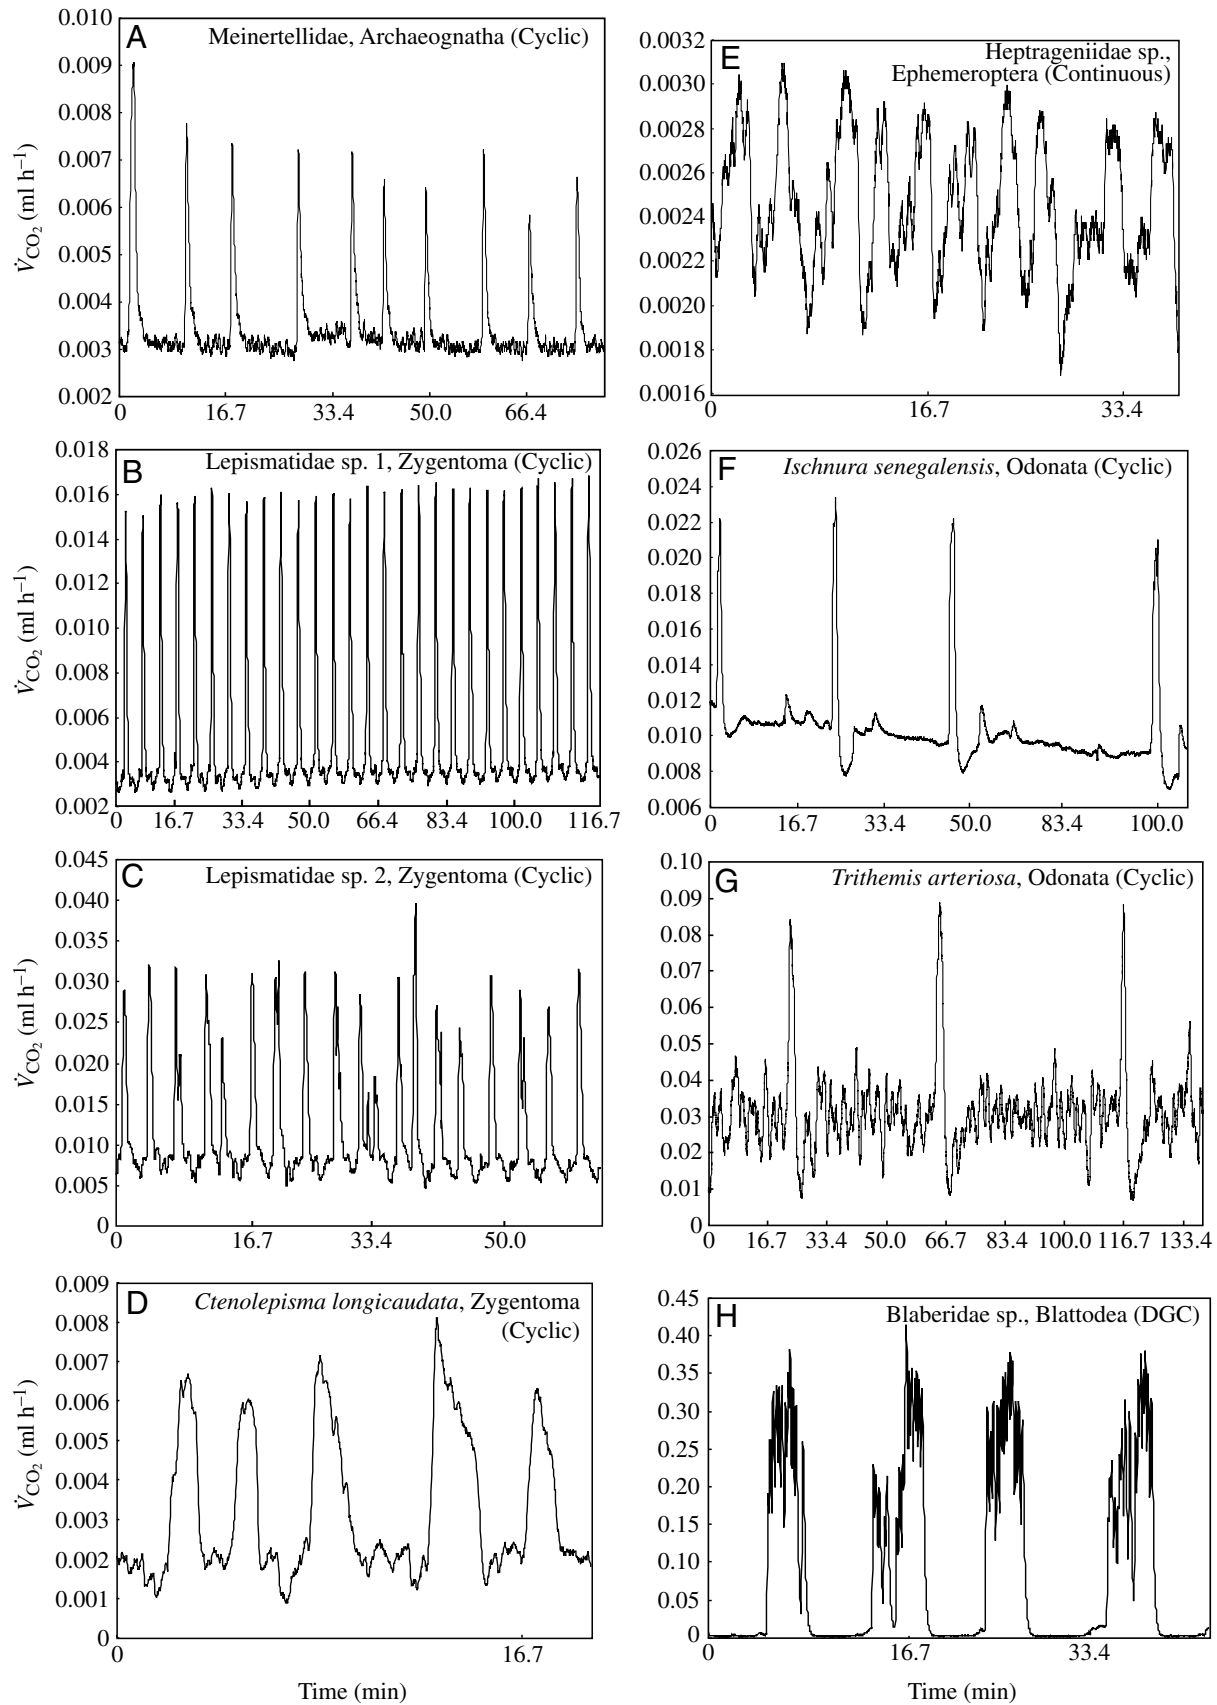 A
Meinertellidae, Archaeognatha (Cyclic)
0.010
0.009
0.008
0.007
0.006
0.005
0.004
0.003
0.002
V̇CO2 (ml h−1)
0 16.7 33.4 50.0 66.4
B
Lepismatidae sp. 1, Zygentoma (Cyclic)
0.018
0.016
0.014
0.012
0.010
0.008
0.006
0.004
0.002
V̇CO2 (ml h−1)
0 16.7 33.4 50.0 66.4 83.4 100.0 116.7
C
Lepismatidae sp. 2, Zygentoma (Cyclic)
0.045
0.040
0.035
0.030
0.025
0.020
0.015
0.010
0.005
0
V̇CO2 (ml h−1)
0 16.7 33.4 50.0
D
Ctenolepisma longicaudata, Zygentoma
(Cyclic)
0.009
0.008
0.007
0.006
0.005
0.004
0.003
0.002
0.001
0
V̇CO2 (ml h−1)
0 16.7
Time (min)
E
Heptrageniidae sp.,
Ephemeroptera (Continuous)
0.0032
0.0030
0.0028
0.0026
0.0024
0.0022
0.0020
0.0018
0.0016
0 16.7 33.4
F
Ischnura senegalensis, Odonata (Cyclic)
0.026
0.024
0.022
0.020
0.018
0.016
0.014
0.012
0.010
0.008
0.006
0 16.7 33.4 50.0 83.4 100.0
G
Trithemis arteriosa, Odonata (Cyclic)
0.10
0.09
0.08
0.07
0.06
0.05
0.04
0.03
0.02
0.01
0
0 16.7 33.4 50.0 66.7 83.4 100.0 116.7 133.4
H
Blaberidae sp., Blattodea (DGC)
0.45
0.40
0.35
0.30
0.25
0.20
0.15
0.10
0.05
0
0 16.7 33.4
Time (min)